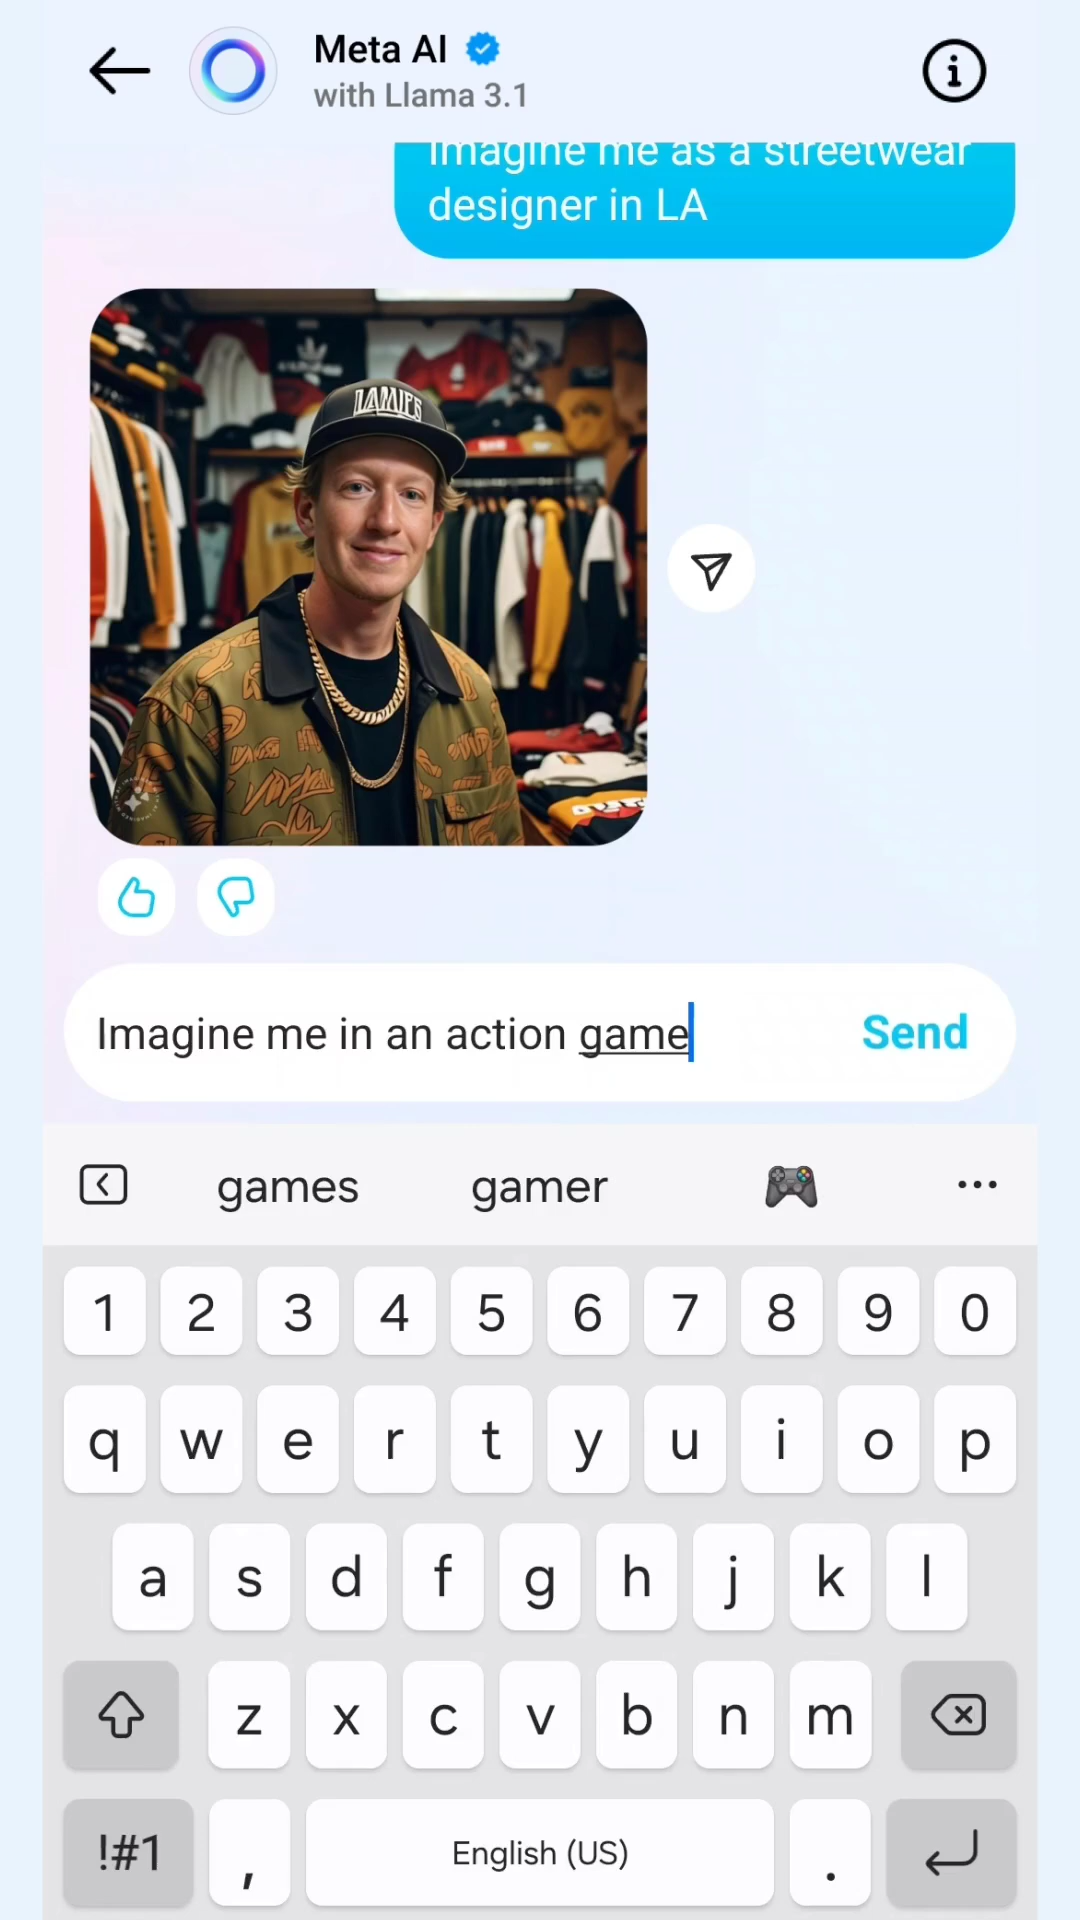 Meta AI
with Llama 3.1
Imagine me as a streetwear
designer in LA
Imagine me in an action game
Send
games gamer
1 2 3 4 5 6 7 8 9 0
q w e r t y u i o p
a s d f g h j k l
z x c v b n m
!#1 , English (US) .